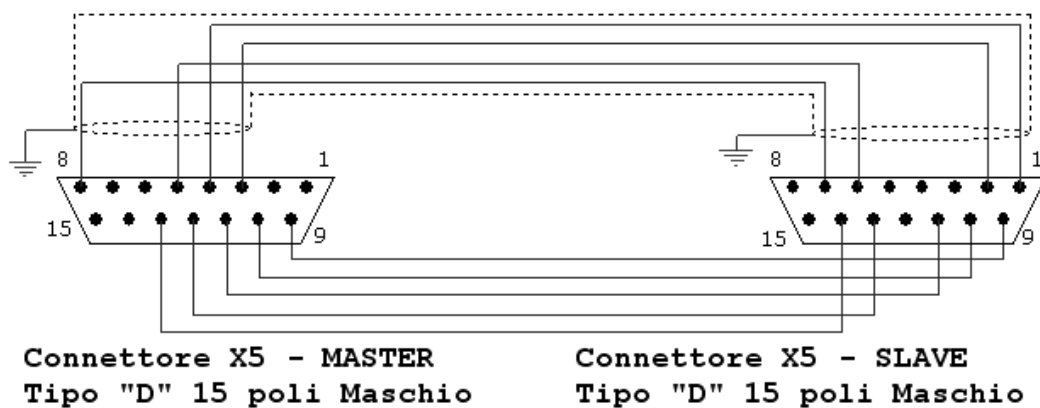 8 1 8 1
15 9 15 9
Connettore X5 - MASTER Connettore X5 - SLAVE
Tipo "D" 15 poli Maschio Tipo "D" 15 poli Maschio